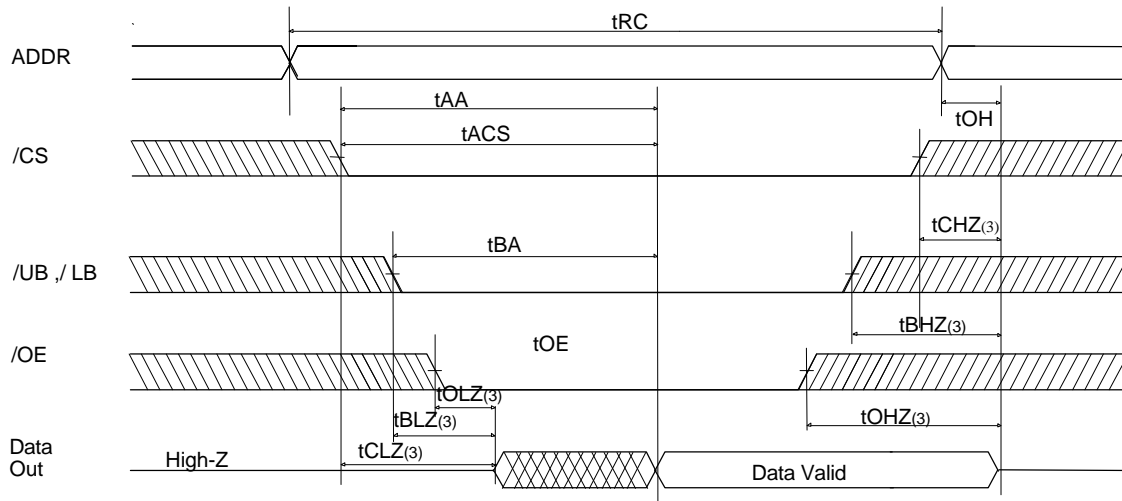 tRC
ADDR
tAA
tOH
tACS
/CS
tCHZ(3)
tBA
/UB ,/ LB
tBHZ(3)
tOE
/OE
tOLZ(3)
tBLZ(3)
tOHZ(3)
tCLZ(3)
Data
Out
High-Z
Data Valid